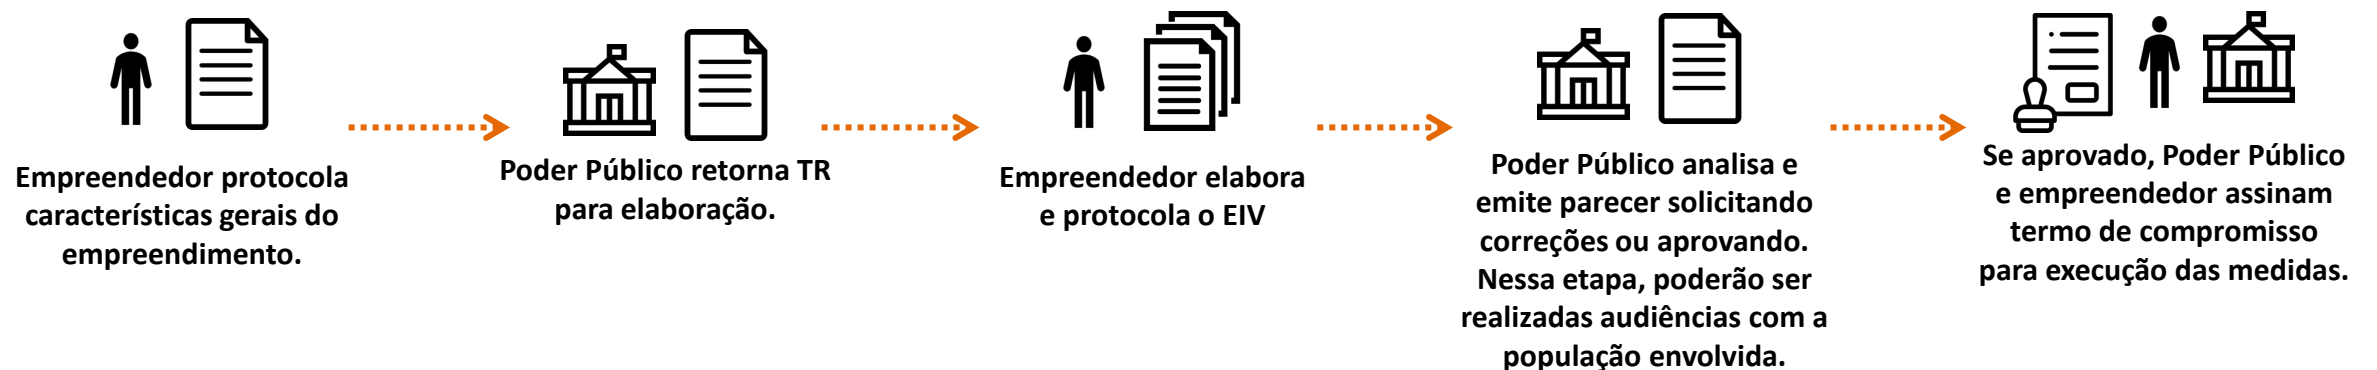 Empreendedor protocola
características gerais do
empreendimento.
Poder Público retorna TR
para elaboração.
Empreendedor elabora
e protocola o EIV
Poder Público analisa e
emite parecer solicitando
correções ou aprovando.
Nessa etapa, poderão ser
realizadas audiências com a
população envolvida.
Se aprovado, Poder Público
e empreendedor assinam
termo de compromisso
para execução das medidas.